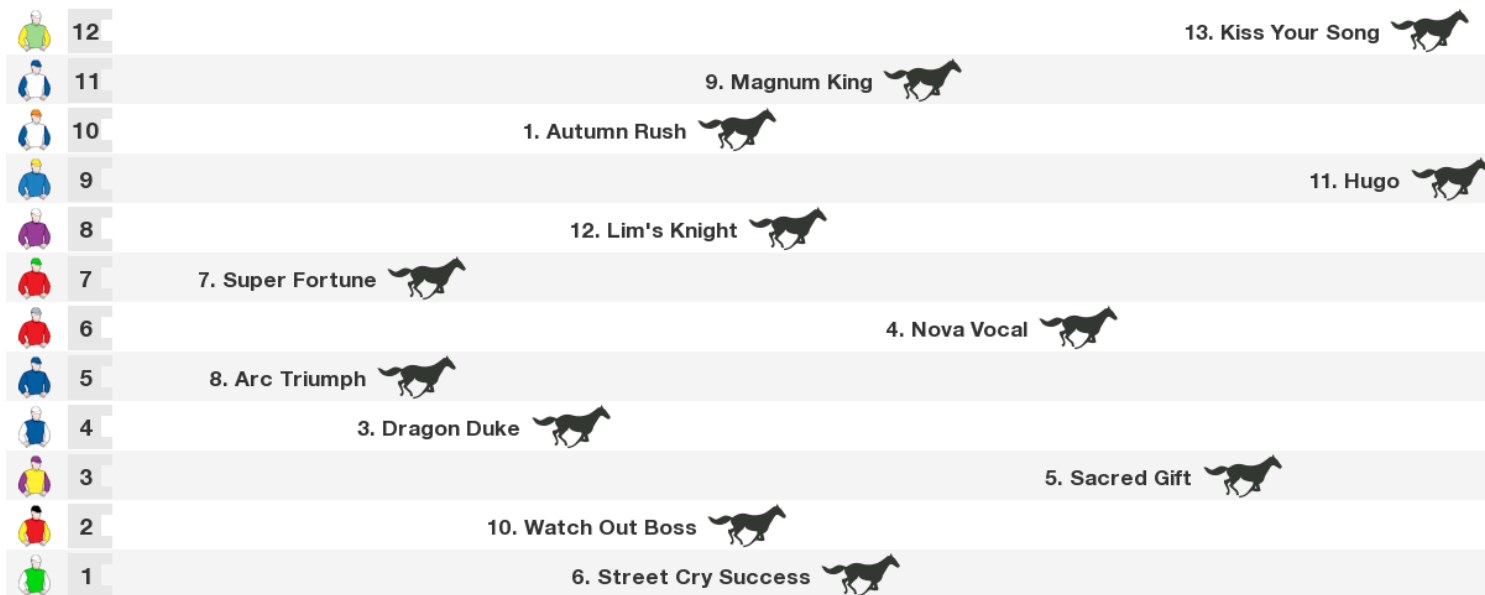 12 13. Kiss Your Song
11 9. Magnum King
10 1. Autumn Rush
9 11. Hugo
8 12. Lim's Knight
7 7. Super Fortune
6 4. Nova Vocal
5 8. Arc Triumph
4 3. Dragon Duke
3 5. Sacred Gift
2 10. Watch Out Boss
1 6. Street Cry Success